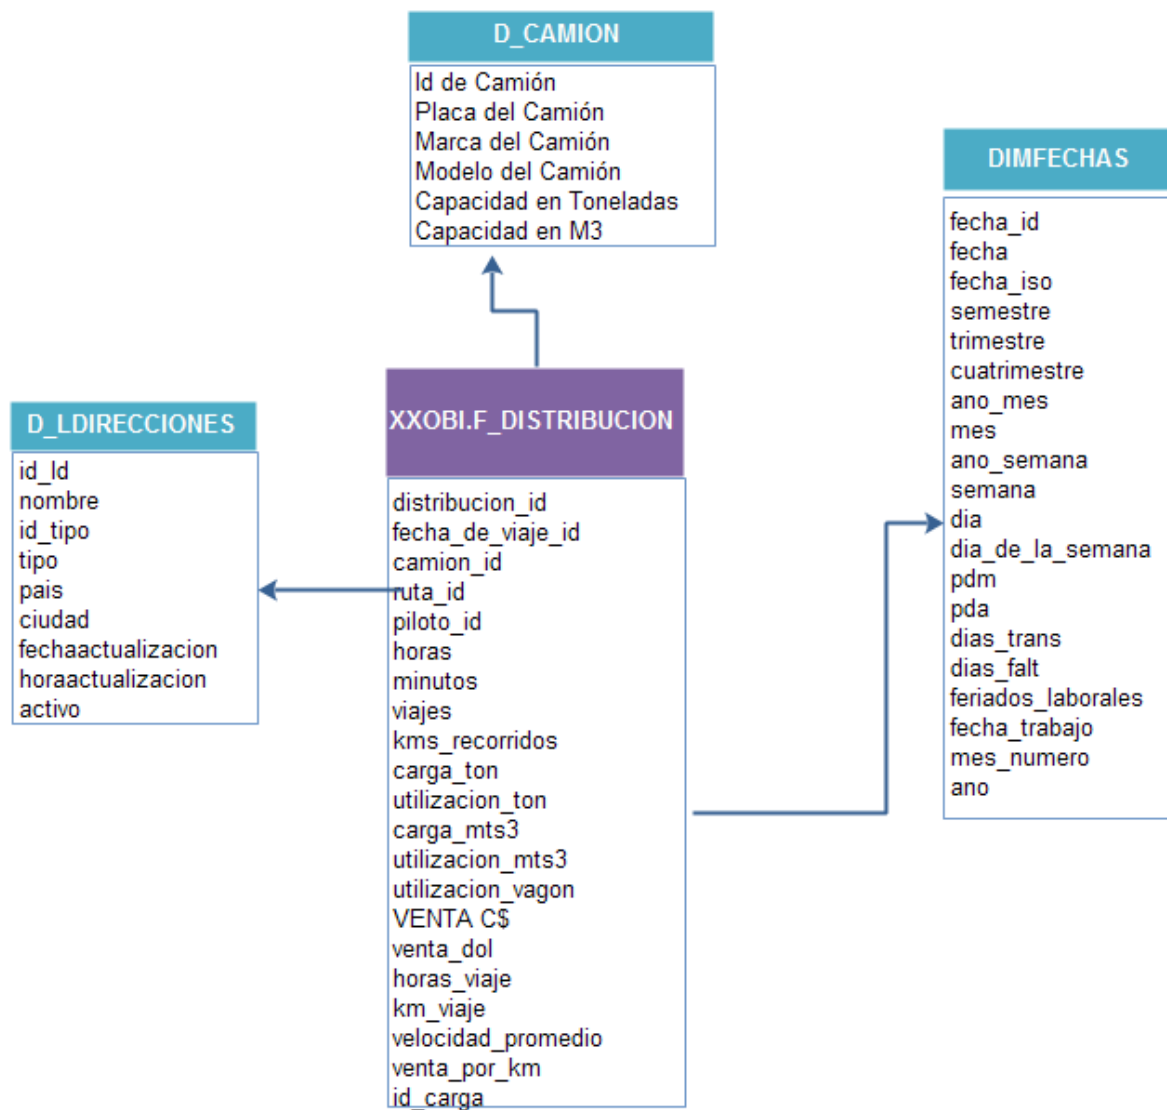 D_CAMION
Id de Camión
Placa del Camión
Marca del Camión
Modelo del Camión
Capacidad en Toneladas
Capacidad en M3
DIMFECHAS
fecha_id
fecha
fecha_iso
semestre
trimestre
cuatrimestre
ano_mes
mes
ano_semana
semana
dia
dia_de_la_semana
pdm
pda
dias_trans
dias_falt
feriados_laborales
fecha_trabajo
mes_numero
ano
D_LDIRECCIONES
id_ld
nombre
id_tipo
tipo
pais
ciudad
fechaactualizacion
horaactualizacion
activo
XXOBI.F_DISTRIBUCION
distribucion_id
fecha_de_viaje_id
camion_id
ruta_id
piloto_id
horas
minutos
viajes
kms_recorridos
carga_ton
utilizacion_ton
carga_mts3
utilizacion_mts3
utilizacion_vagon
VENTA C$
venta_dol
horas_viaje
km_viaje
velocidad_promedio
venta_por_km
id_carga